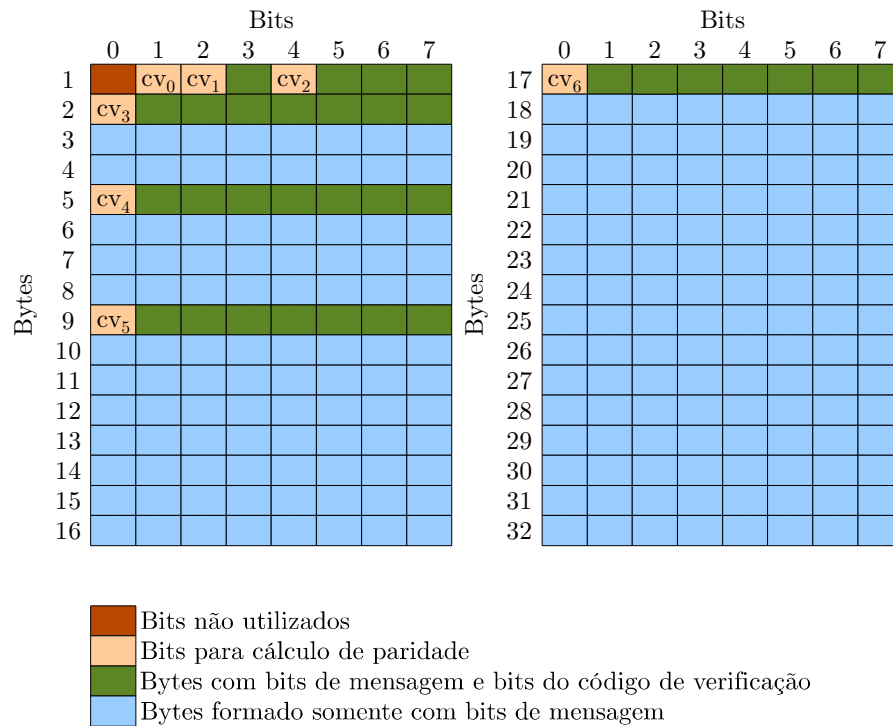 Bits
0 1 2 3 4 5 6 7
Bytes
1 cv₀ cv₁ cv₂
2 cv₃
3
4
5 cv₄
6
7
8
9 cv₅
10
11
12
13
14
15
16
Bits
0 1 2 3 4 5 6 7
Bytes
17 cv₆
18
19
20
21
22
23
24
25
26
27
28
29
30
31
32
Bits não utilizados
Bits para cálculo de paridade
Bytes com bits de mensagem e bits do código de verificação
Bytes formado somente com bits de mensagem